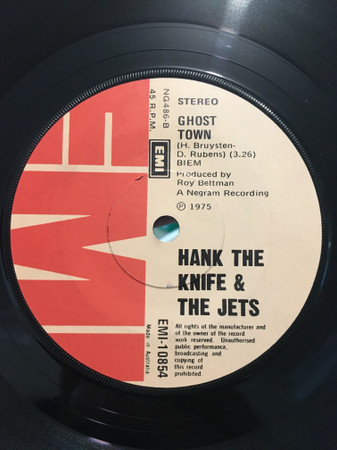 NG486-B
45 R.P.M.
STEREO
GHOST
TOWN
(H. Bruysten-
D. Rubens) (3.26)
BIEM
Produced by
Roy Beltman
A Negram Recording
℗ 1975
EMI
EMI
HANK THE
KNIFE &
THE JETS
EMI-10854
Made in Australia
All rights of the manufacturer and
of the owner of the record
work reserved. Unauthorised
public performance,
broadcasting and
copying of
this record
prohibited.